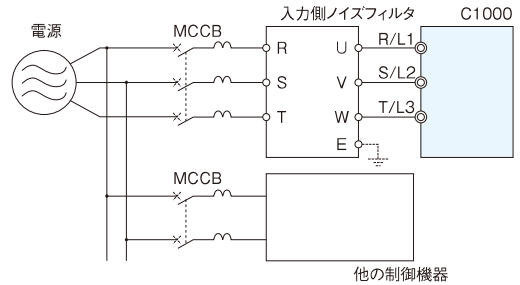 電源
MCCB
入力側ノイズフィルタ
C1000
R U R/L1
S V S/L2
T W T/L3
E
MCCB
他の制御機器